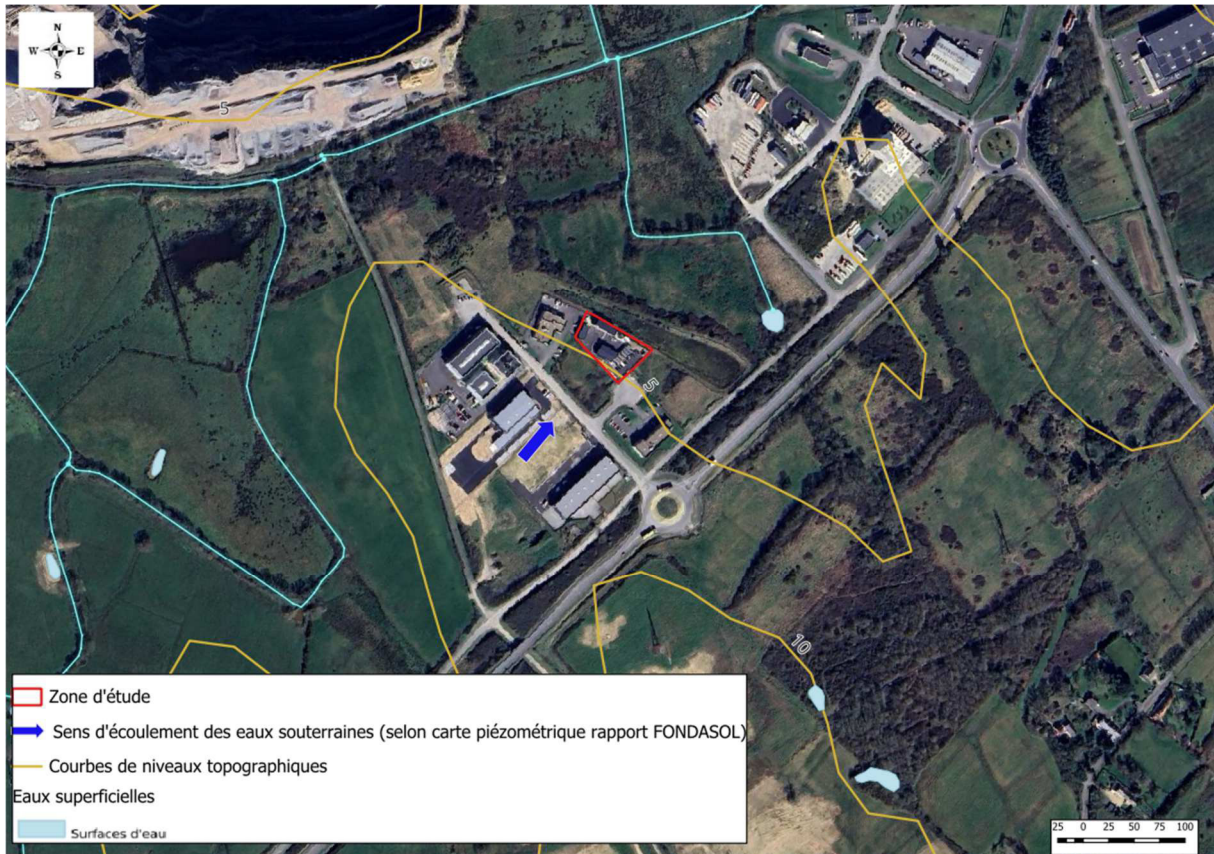 N
W E
S
5
5
10
Zone d'étude
Sens d'écoulement des eaux souterraines (selon carte piézométrique rapport FONDASOL)
Courbes de niveaux topographiques
Eaux superficielles
Surfaces d'eau
25 0 25 50 75 100